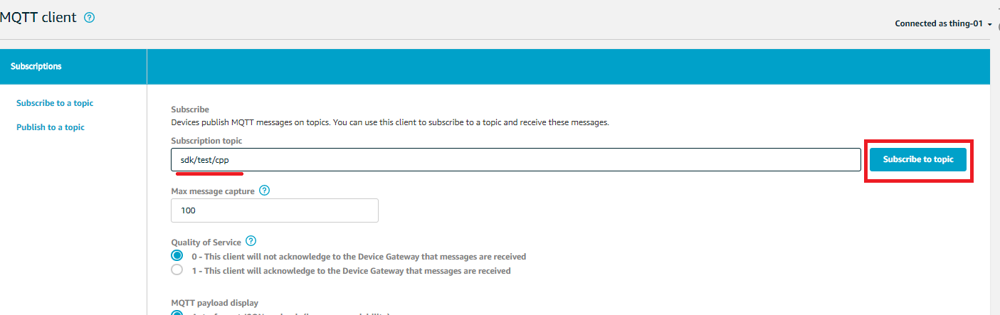 MQTT client ?
Connected as thing-01
Subscriptions
Subscribe to a topic
Publish to a topic
Subscribe
Devices publish MQTT messages on topics. You can use this client to subscribe to a topic and receive these messages.
Subscription topic
sdk/test/cpp
Subscribe to topic
Max message capture ?
100
Quality of Service ?
0 - This client will not acknowledge to the Device Gateway that messages are received
1 - This client will acknowledge to the Device Gateway that messages are received
MQTT payload display